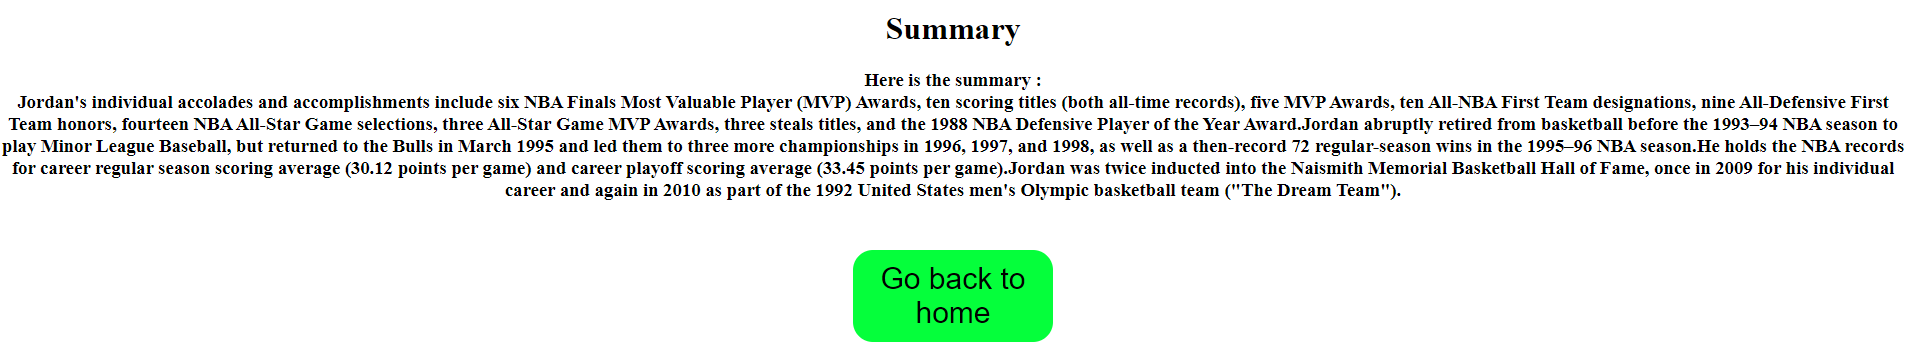 Summary
Here is the summary :
Jordan's individual accolades and accomplishments include six NBA Finals Most Valuable Player (MVP) Awards, ten scoring titles (both all-time records), five MVP Awards, ten All-NBA First Team designations, nine All-Defensive First
Team honors, fourteen NBA All-Star Game selections, three All-Star Game MVP Awards, three steals titles, and the 1988 NBA Defensive Player of the Year Award.Jordan abruptly retired from basketball before the 1993–94 NBA season to
play Minor League Baseball, but returned to the Bulls in March 1995 and led them to three more championships in 1996, 1997, and 1998, as well as a then-record 72 regular-season wins in the 1995–96 NBA season.He holds the NBA records
for career regular season scoring average (30.12 points per game) and career playoff scoring average (33.45 points per game).Jordan was twice inducted into the Naismith Memorial Basketball Hall of Fame, once in 2009 for his individual
career and again in 2010 as part of the 1992 United States men's Olympic basketball team ("The Dream Team").
Go back to
home